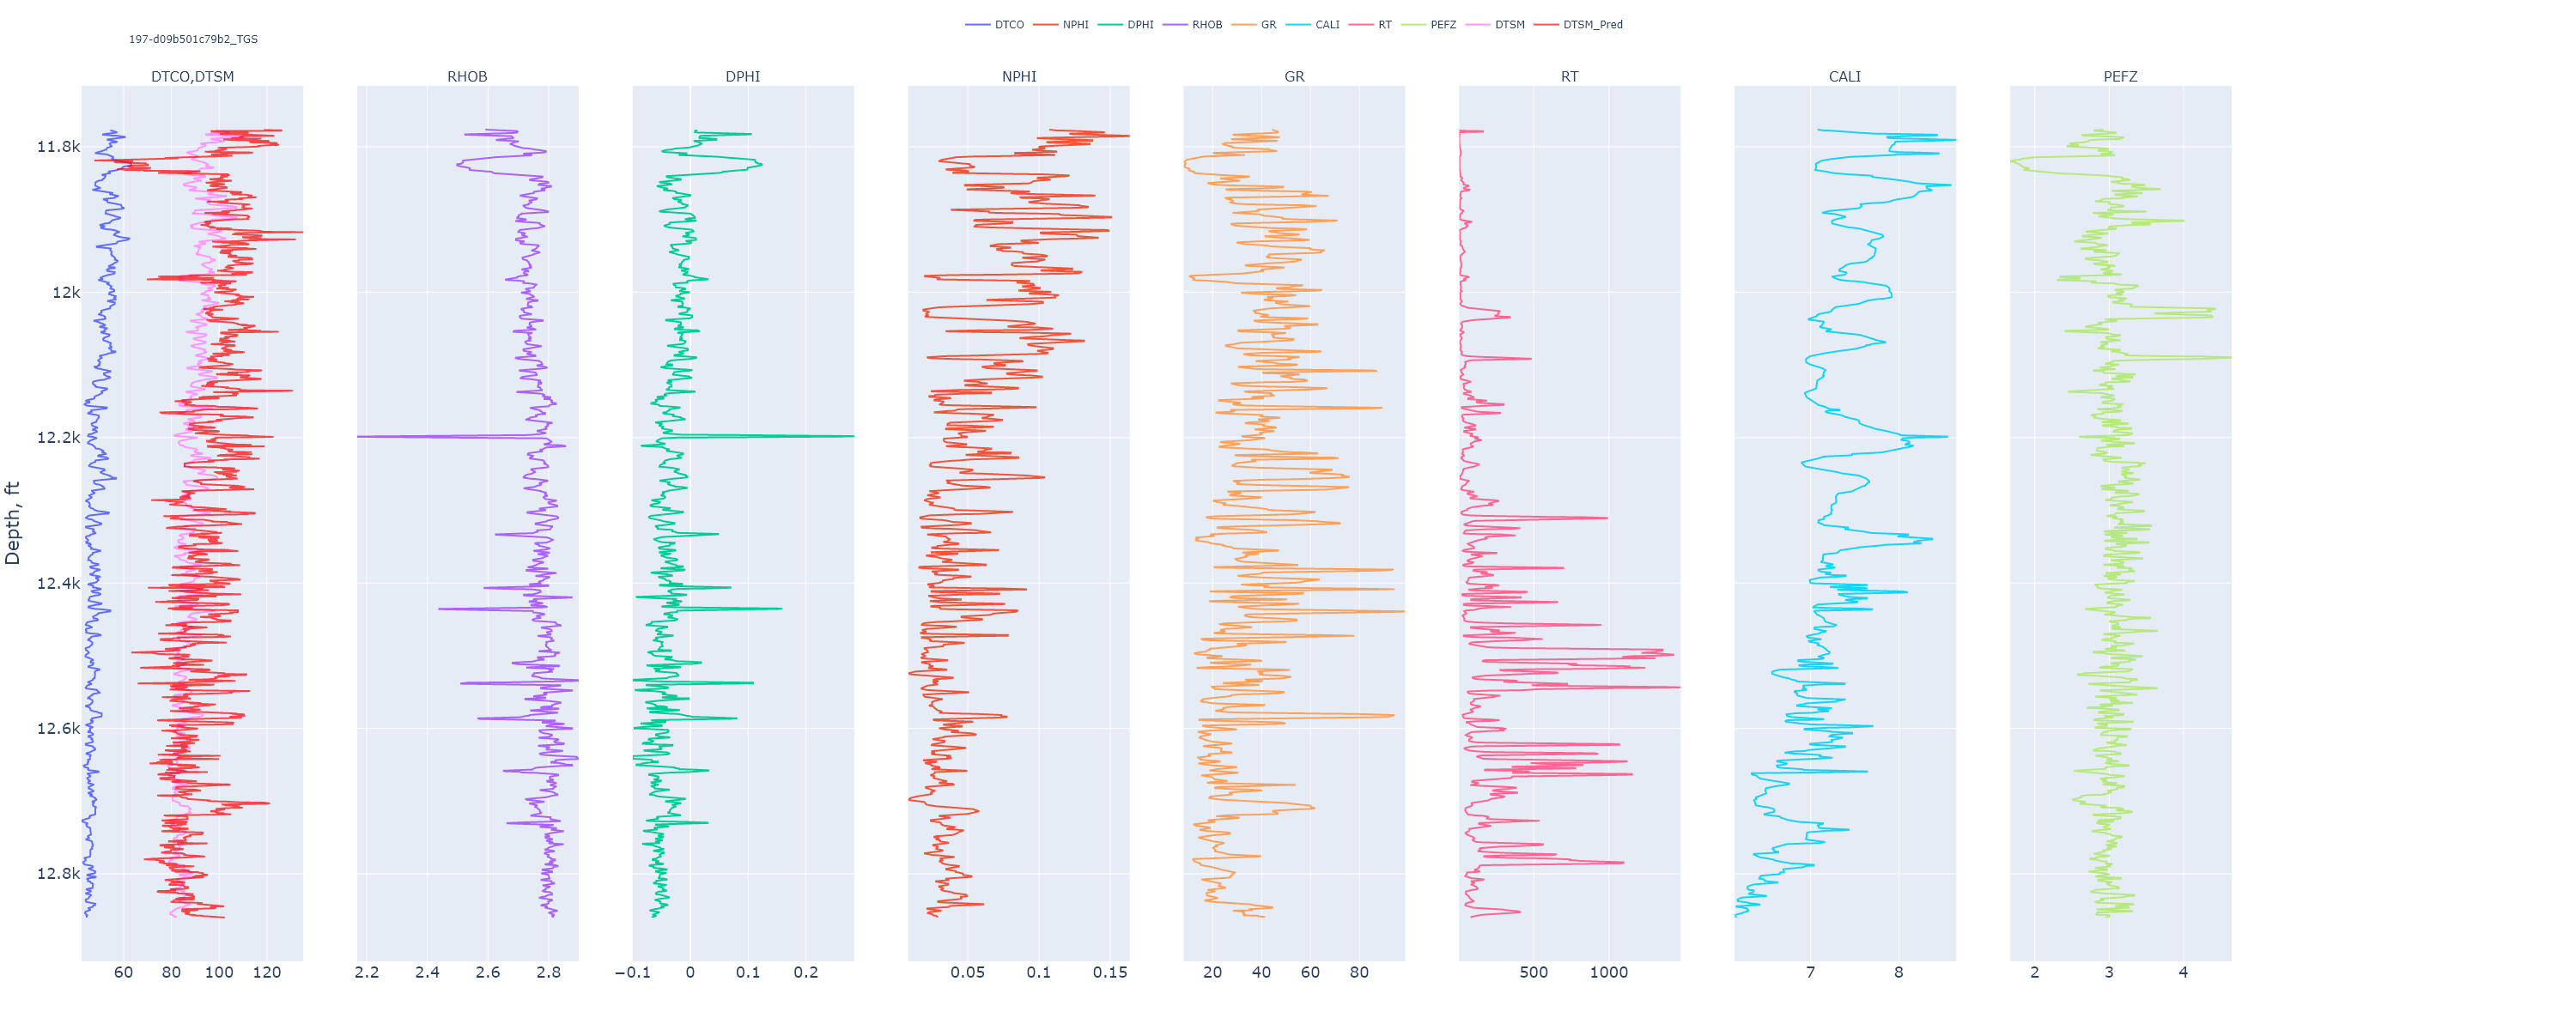 DTCO NPHI DPHI RHOB GR CALI RT PEFZ DTSM DTSM_Pred
197-d09b501c79b2_TGS
DTCO,DTSM RHOB DPHI NPHI GR RT CALI PEFZ
Depth, ft
11.8k
12k
12.2k
12.4k
12.6k
12.8k
60 80 100 120 2.2 2.4 2.6 2.8 −0.1 0 0.1 0.2 0.05 0.1 0.15 20 40 60 80 500 1000 7 8 2 3 4